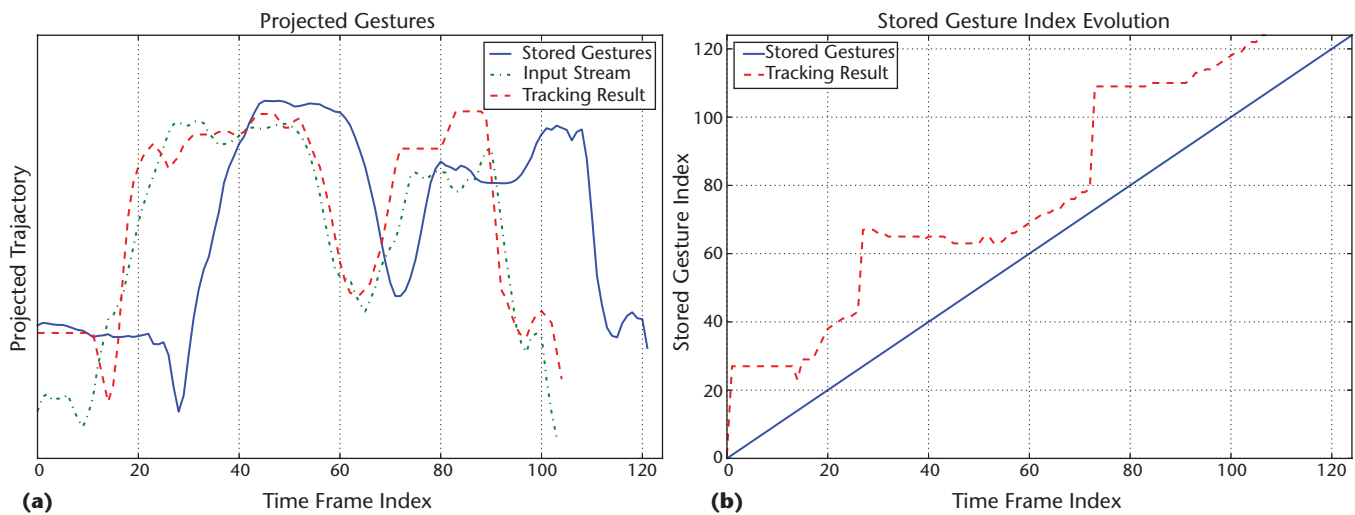 Projected Gestures
Stored Gestures
Input Stream
Tracking Result
Projected Trajactory
0 20 40 60 80 100 120
(a) Time Frame Index
Stored Gesture Index Evolution
Stored Gestures
Tracking Result
Stored Gesture Index
120
100
80
60
40
20
0
0 20 40 60 80 100 120
(b) Time Frame Index